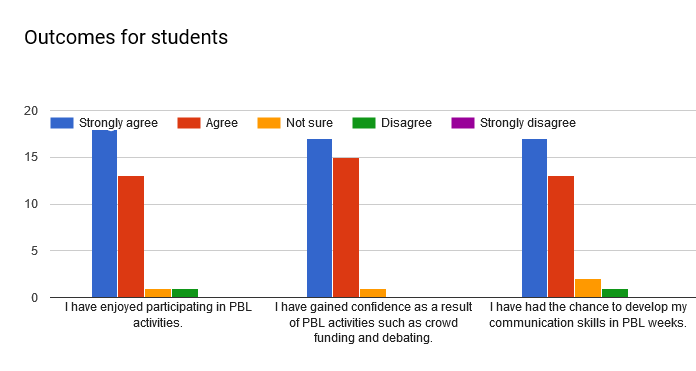 Outcomes for students
20
Strongly agree Agree Not sure Disagree Strongly disagree
15
10
5
0
I have enjoyed participating in PBL
activities.
I have gained confidence as a result
of PBL activities such as crowd
funding and debating.
I have had the chance to develop my
communication skills in PBL weeks.